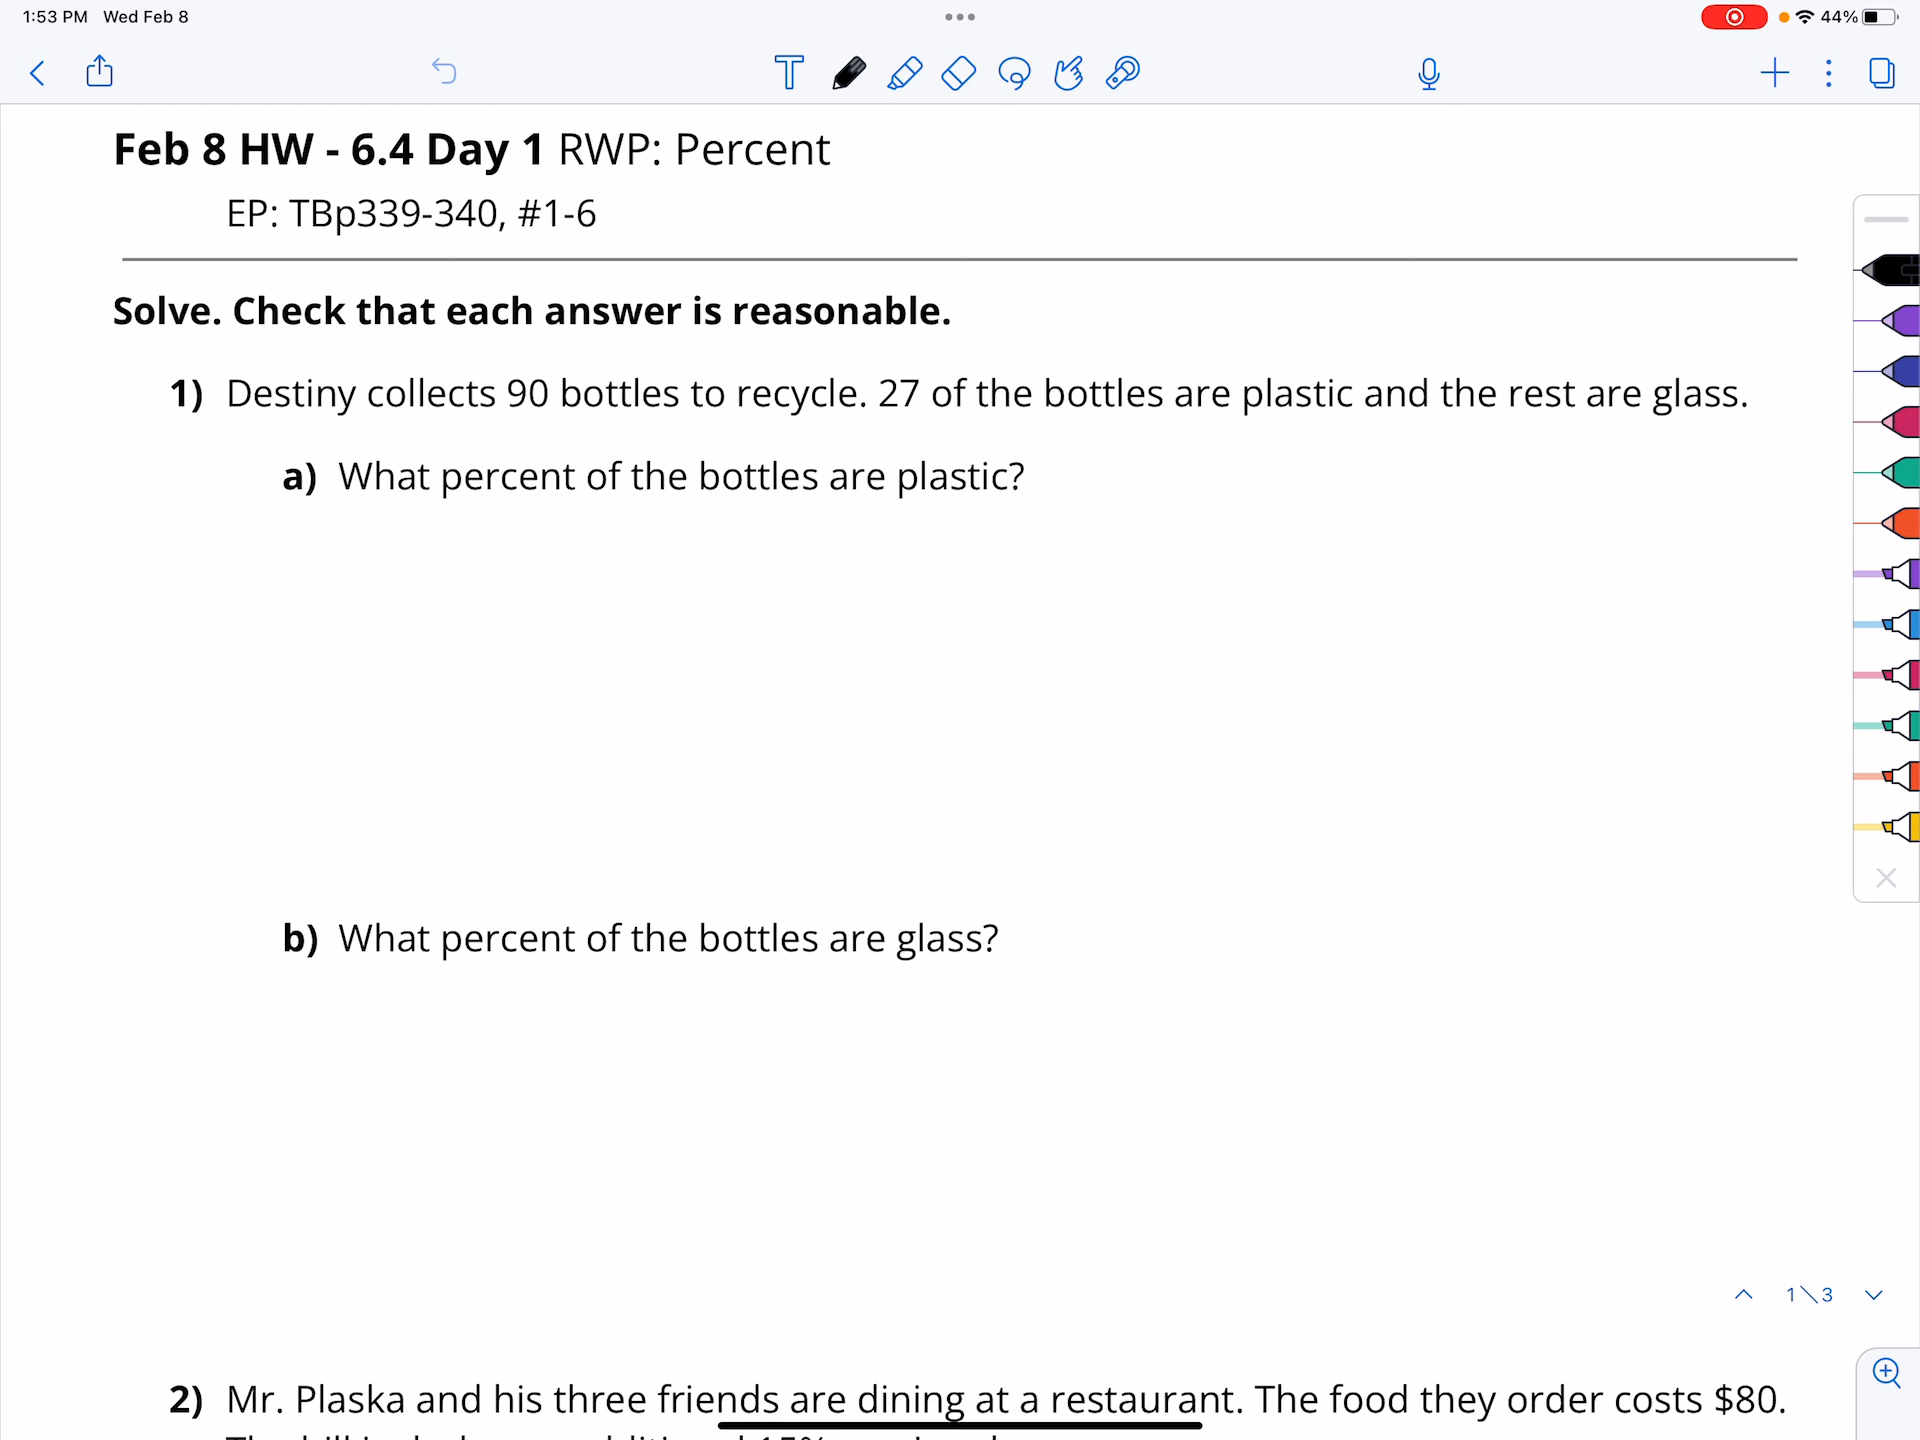 1:53 PM Wed Feb 8
44%
Feb 8 HW - 6.4 Day 1 RWP: Percent
EP: TBp339-340, #1-6
Solve. Check that each answer is reasonable.
1) Destiny collects 90 bottles to recycle. 27 of the bottles are plastic and the rest are glass.
a) What percent of the bottles are plastic?
b) What percent of the bottles are glass?
1\3
2) Mr. Plaska and his three friends are dining at a restaurant. The food they order costs $80.